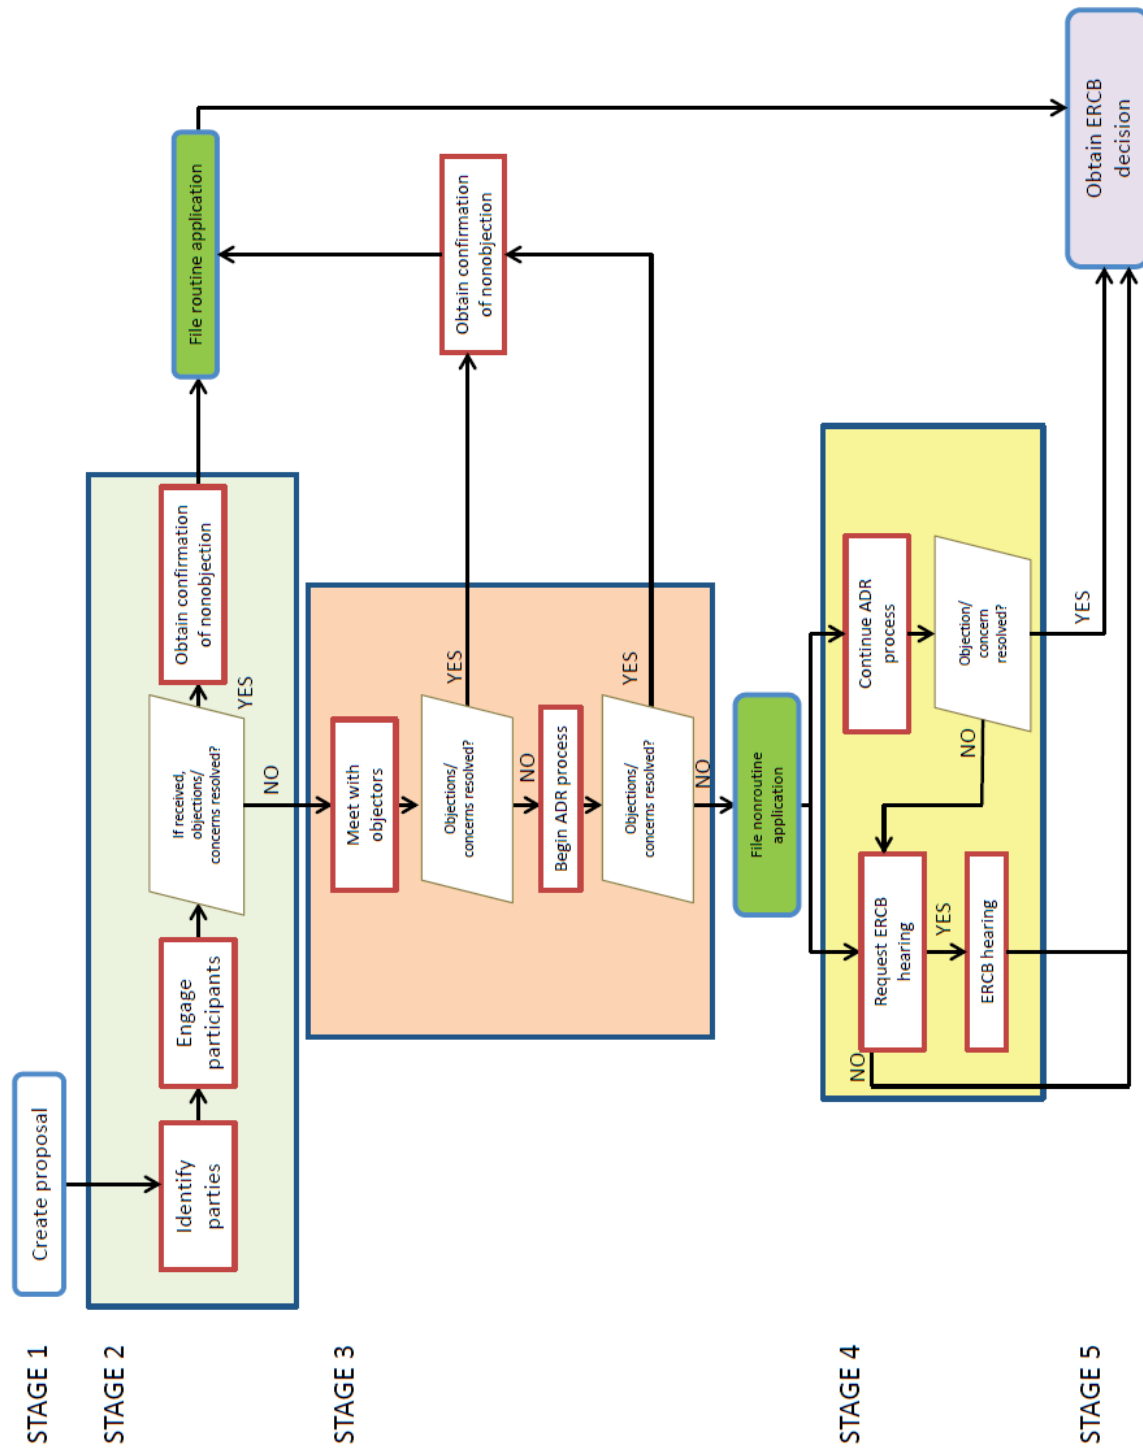 STAGE 1
Create proposal
STAGE 2
Identify
parties
Engage
participants
If received,
objections/
concerns resolved?
YES
NO
Obtain confirmation
of nonobjection
File routine application
STAGE 3
Meet with
objectors
Objections/
concerns resolved?
YES
NO
Obtain confirmation
of nonobjection
Begin ADR process
Objections/
concerns resolved?
YES
NO
File nonroutine
application
STAGE 4
Request ERCB
hearing
NO
YES
ERCB hearing
Continue ADR
process
Objection/
concern
resolved?
NO
YES
STAGE 5
Obtain ERCB
decision